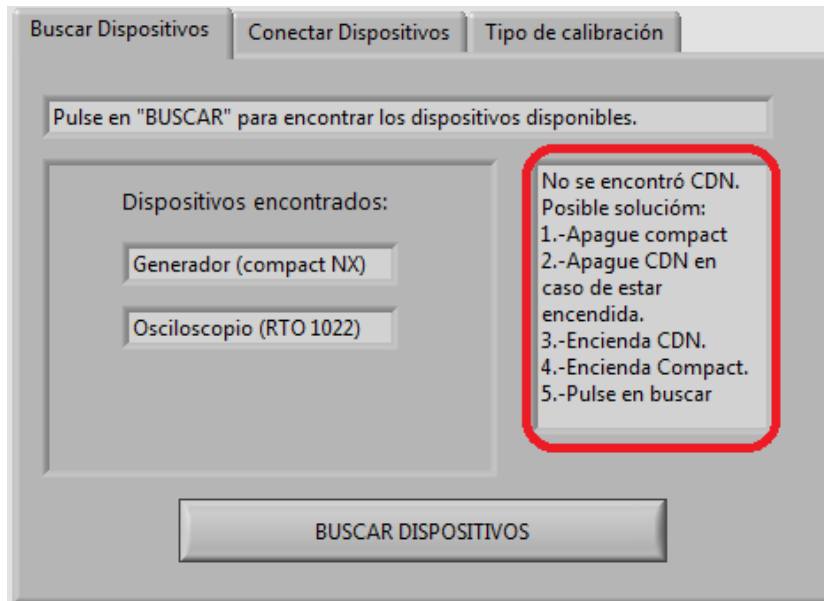 Buscar Dispositivos
Conectar Dispositivos
Tipo de calibración
Pulse en "BUSCAR" para encontrar los dispositivos disponibles.
Dispositivos encontrados:
Generador (compact NX)
Osciloscopio (RTO 1022)
No se encontró CDN.
Posible solucióm:
1.-Apague compact
2.-Apague CDN en
caso de estar
encendida.
3.-Encienda CDN.
4.-Encienda Compact.
5.-Pulse en buscar
BUSCAR DISPOSITIVOS